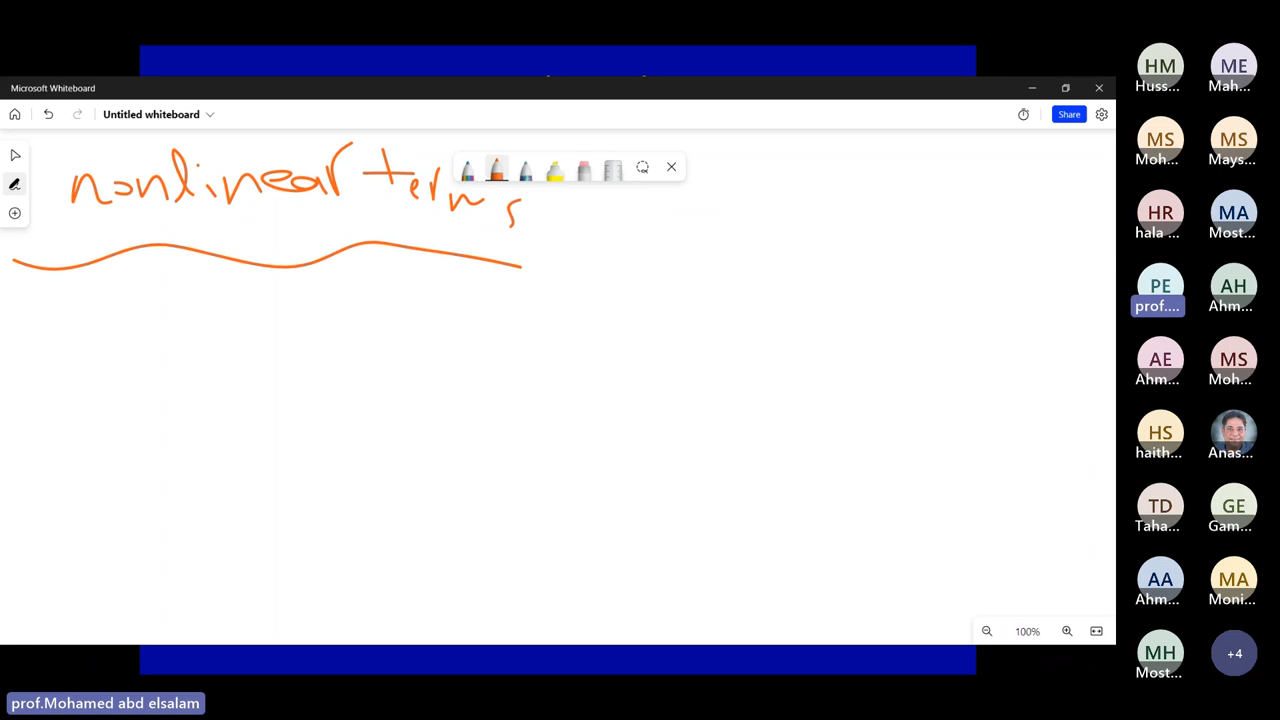 Microsoft Whiteboard
Untitled whiteboard
Share
nonlinear terms
100%
HM
Huss...
ME
Mah...
MS
Moh...
MS
Mays...
HR
hala ...
MA
Most...
PE
prof....
AH
Ahm...
AE
Ahm...
MS
Moh...
HS
haith...
Anas...
TD
Taha...
GE
Gam...
AA
Ahm...
MA
Moni...
MH
Most...
+4
prof.Mohamed abd elsalam